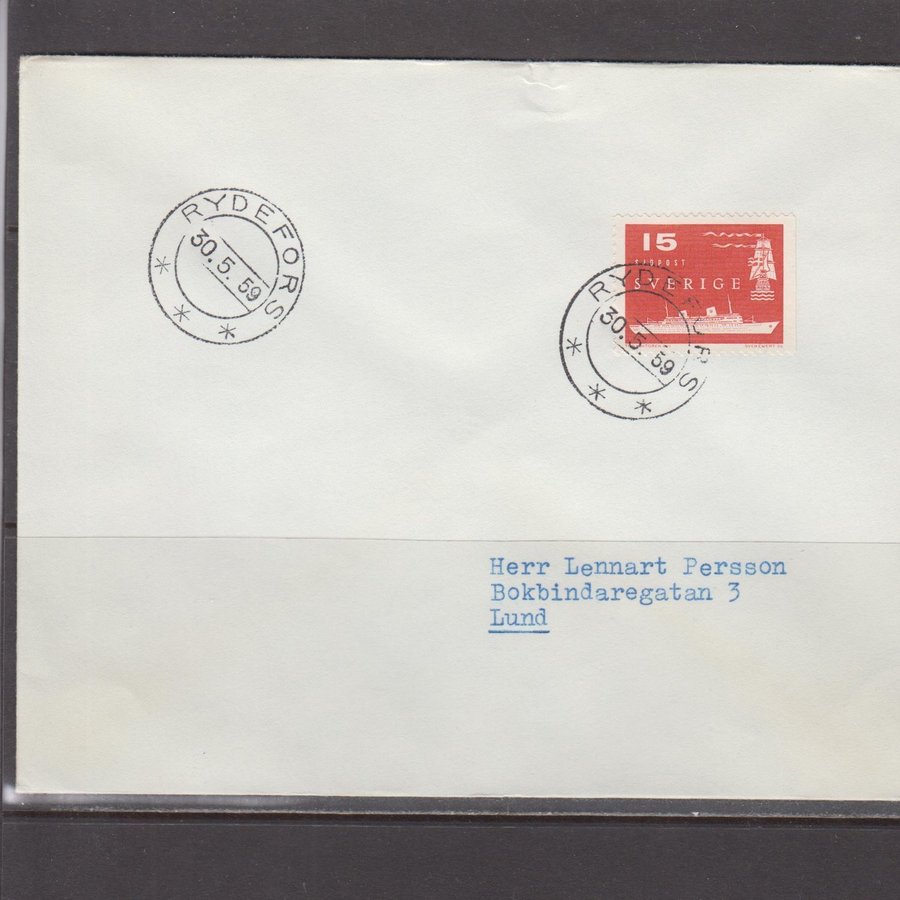 RYDEFORS
30.5.59
15
SJÖPOST
SVERIGE
RYDEFORS
30.5.59
Herr Lennart Persson
Bokbindaregatan 3
Lund